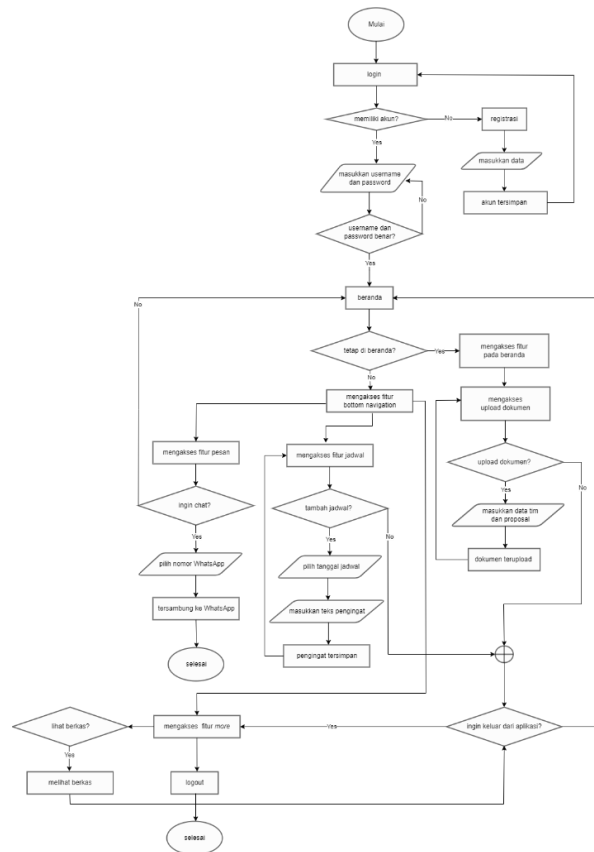 Mulai
login
memiliki akun?
No
registrasi
Yes
masukkan data
masukkan username
dan password
No
akun tersimpan
username dan
password benar?
Yes
No
beranda
tetap di beranda?
Yes
mengakses fitur
pada beranda
No
mengakses fitur
bottom navigation
mengakses
upload dokumen
mengakses fitur pesan
mengakses fitur jadwal
upload dokumen?
No
Yes
ingin chat?
tambah jadwal?
masukkan data tim
dan proposal
Yes
Yes
No
pilih nomor WhatsApp
pilih tanggal jadwal
dokumen terupload
tersambung ke WhatsApp
masukkan teks pengingat
selesai
pengingat tersimpan
lihat berkas?
mengakses fitur more
Yes
ingin keluar dari aplikasi?
Yes
melihat berkas
logout
selesai